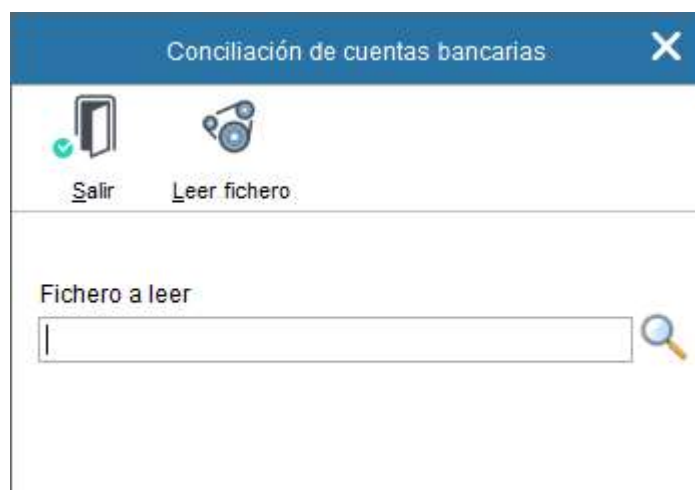 Conciliación de cuentas bancarias
Salir Leer fichero
Fichero a leer